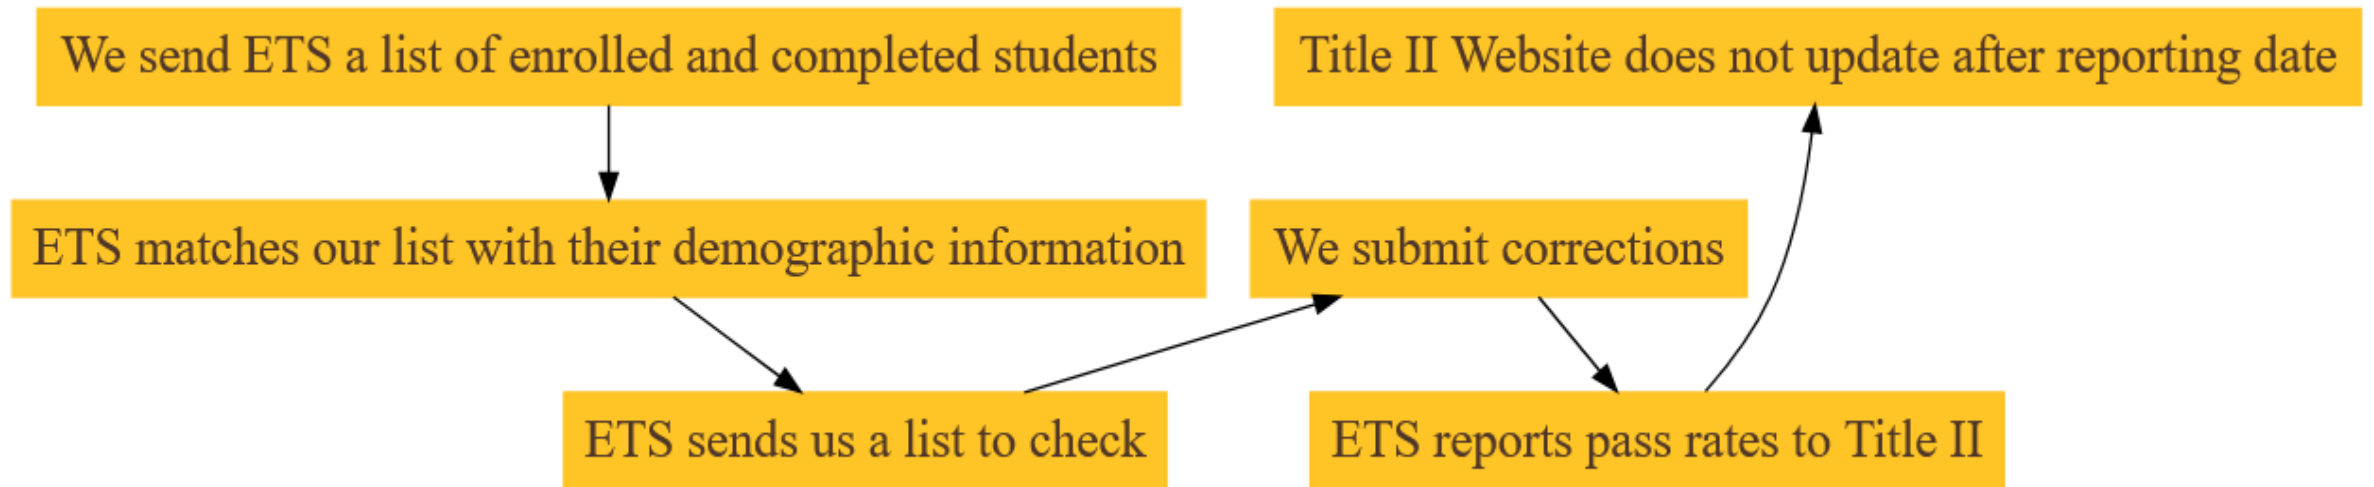 We send ETS a list of enrolled and completed students
ETS matches our list with their demographic information
ETS sends us a list to check
We submit corrections
ETS reports pass rates to Title II
Title II Website does not update after reporting date